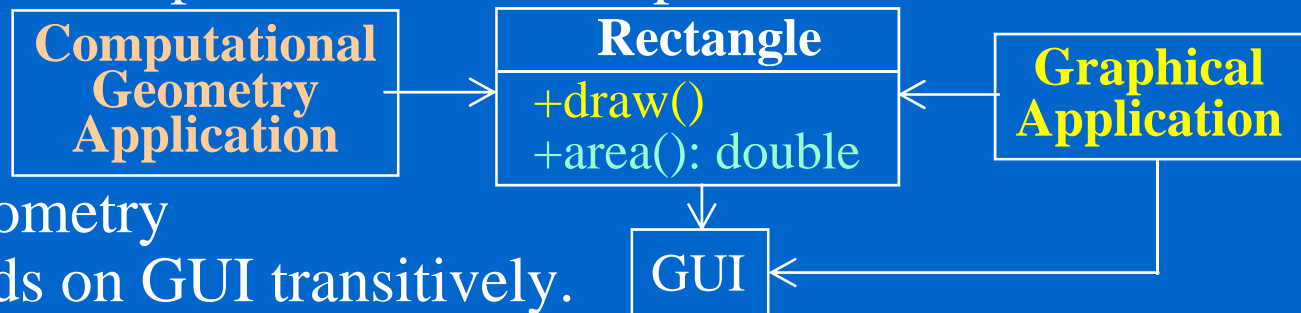 Computational
Geometry
Application
Rectangle
+draw()
+area(): double
Graphical
Application
ometry
ds on GUI transitively.
GUI